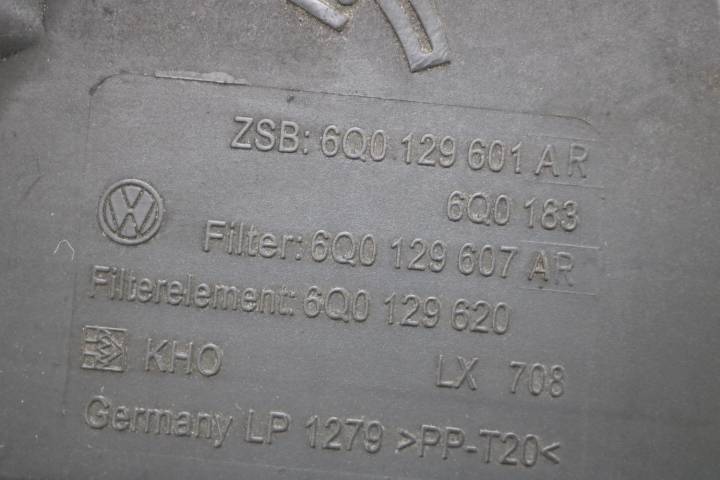 ZSB: 6Q0 129 601 AR
6Q0 183
Filter: 6Q0 129 607 AR
Filterelement: 6Q0 129 620
KHO LX 708
Germany LP 1279 >PP-T20<